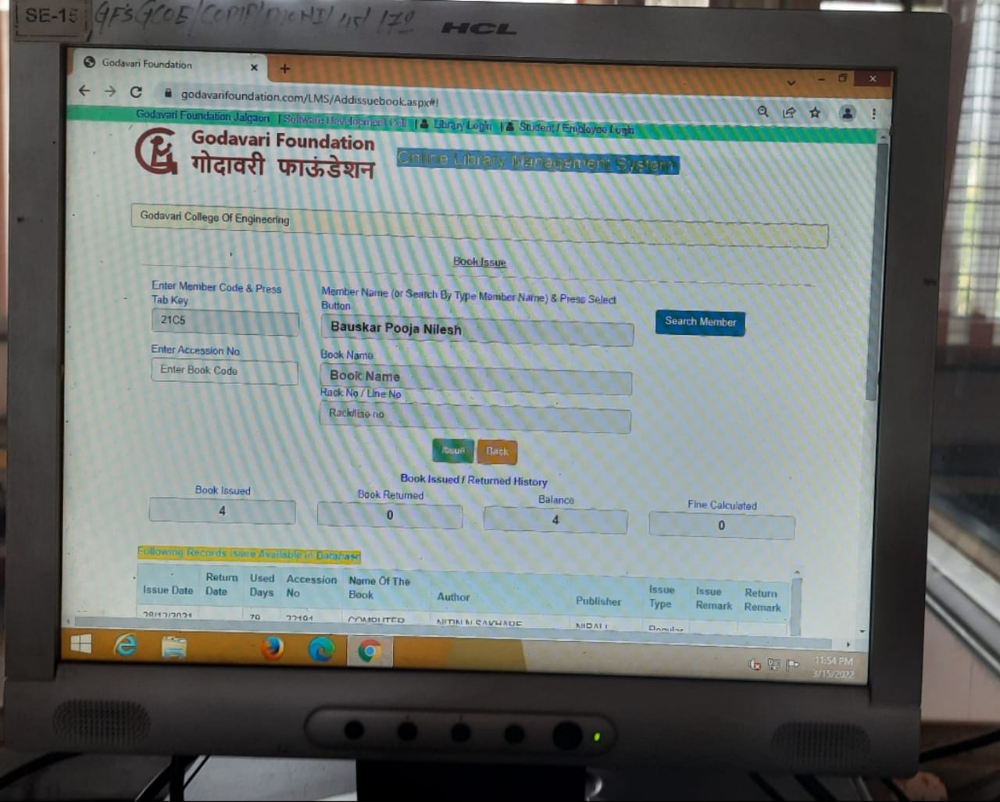 SE-15
HCL
Godavari Foundation
godavarifoundation.com/LMS/Addissuebook.aspx#!
Godavari Foundation Jalgaon | Software Development Cell | Library Login | Student / Employee Login
Godavari Foundation
गोदावरी फाऊंडेशन
Online Library Management System
Godavari College Of Engineering
Book Issue
Enter Member Code & Press Tab Key
21C5
Member Name (or Search By Type Member Name) & Press Select Button
Bauskar Pooja Nilesh
Search Member
Enter Accession No
Enter Book Code
Book Name
Book Name
Rack No / Line No
Rack/line no
Issue Back
Book Issued / Returned History
Book Issued Book Returned Balance Fine Calculated
4 0 4 0
Following Records is/are Available in Database
Issue Date Return Date Used Days Accession No Name Of The Book Author Publisher Issue Type Issue Remark Return Remark
28/12/2021 79 COMPUTER NITIN N SAKHARE NIRALI Regular
11:54 PM
3/15/2022